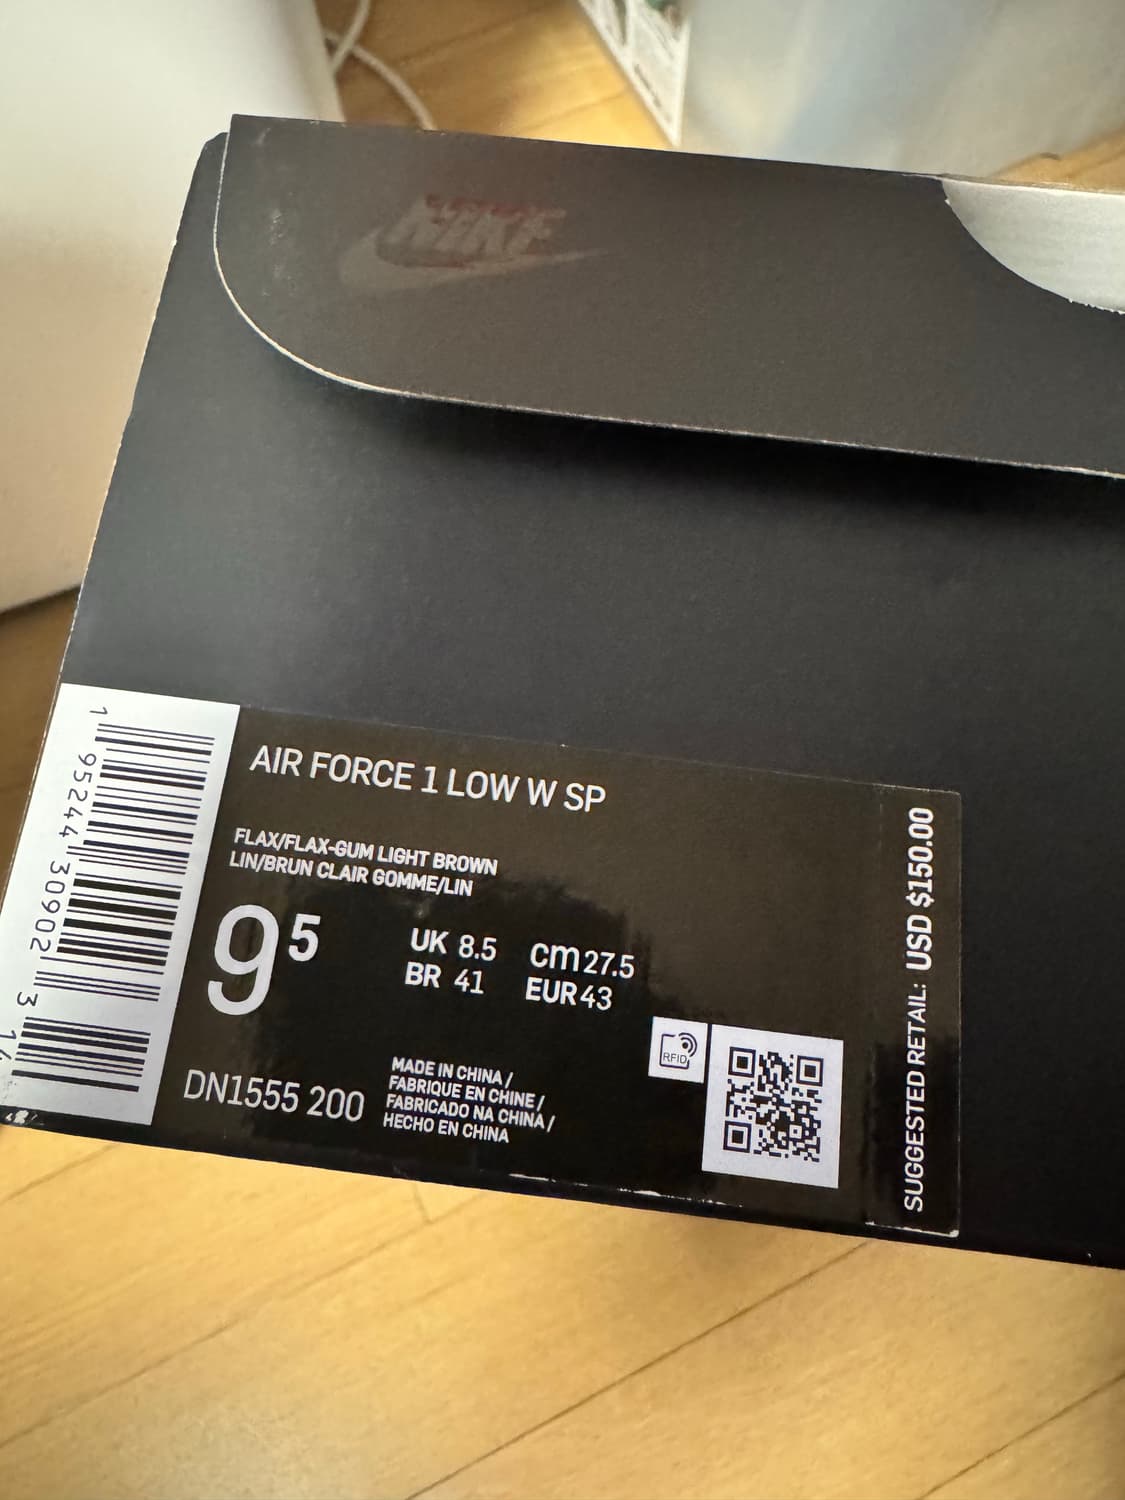 NIKE
AIR FORCE 1 LOW W SP
FLAX/FLAX-GUM LIGHT BROWN
LIN/BRUN CLAIR GOMME/LIN
9⁵
UK 8.5 cm 27.5
BR 41 EUR 43
DN1555 200
MADE IN CHINA /
FABRIQUE EN CHINE /
FABRICADO NA CHINA /
HECHO EN CHINA
RFID
SUGGESTED RETAIL: USD $150.00
1 95244 30902 3